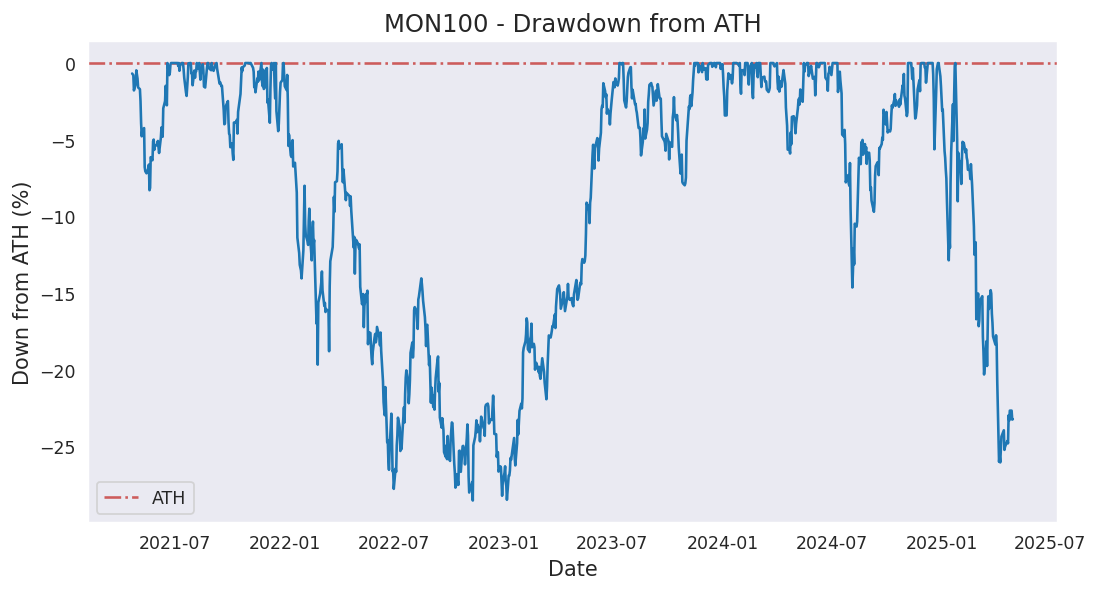 MON100 - Drawdown from ATH
Down from ATH (%)
0
−5
−10
−15
−20
−25
ATH
2021-07 2022-01 2022-07 2023-01 2023-07 2024-01 2024-07 2025-01 2025-07
Date